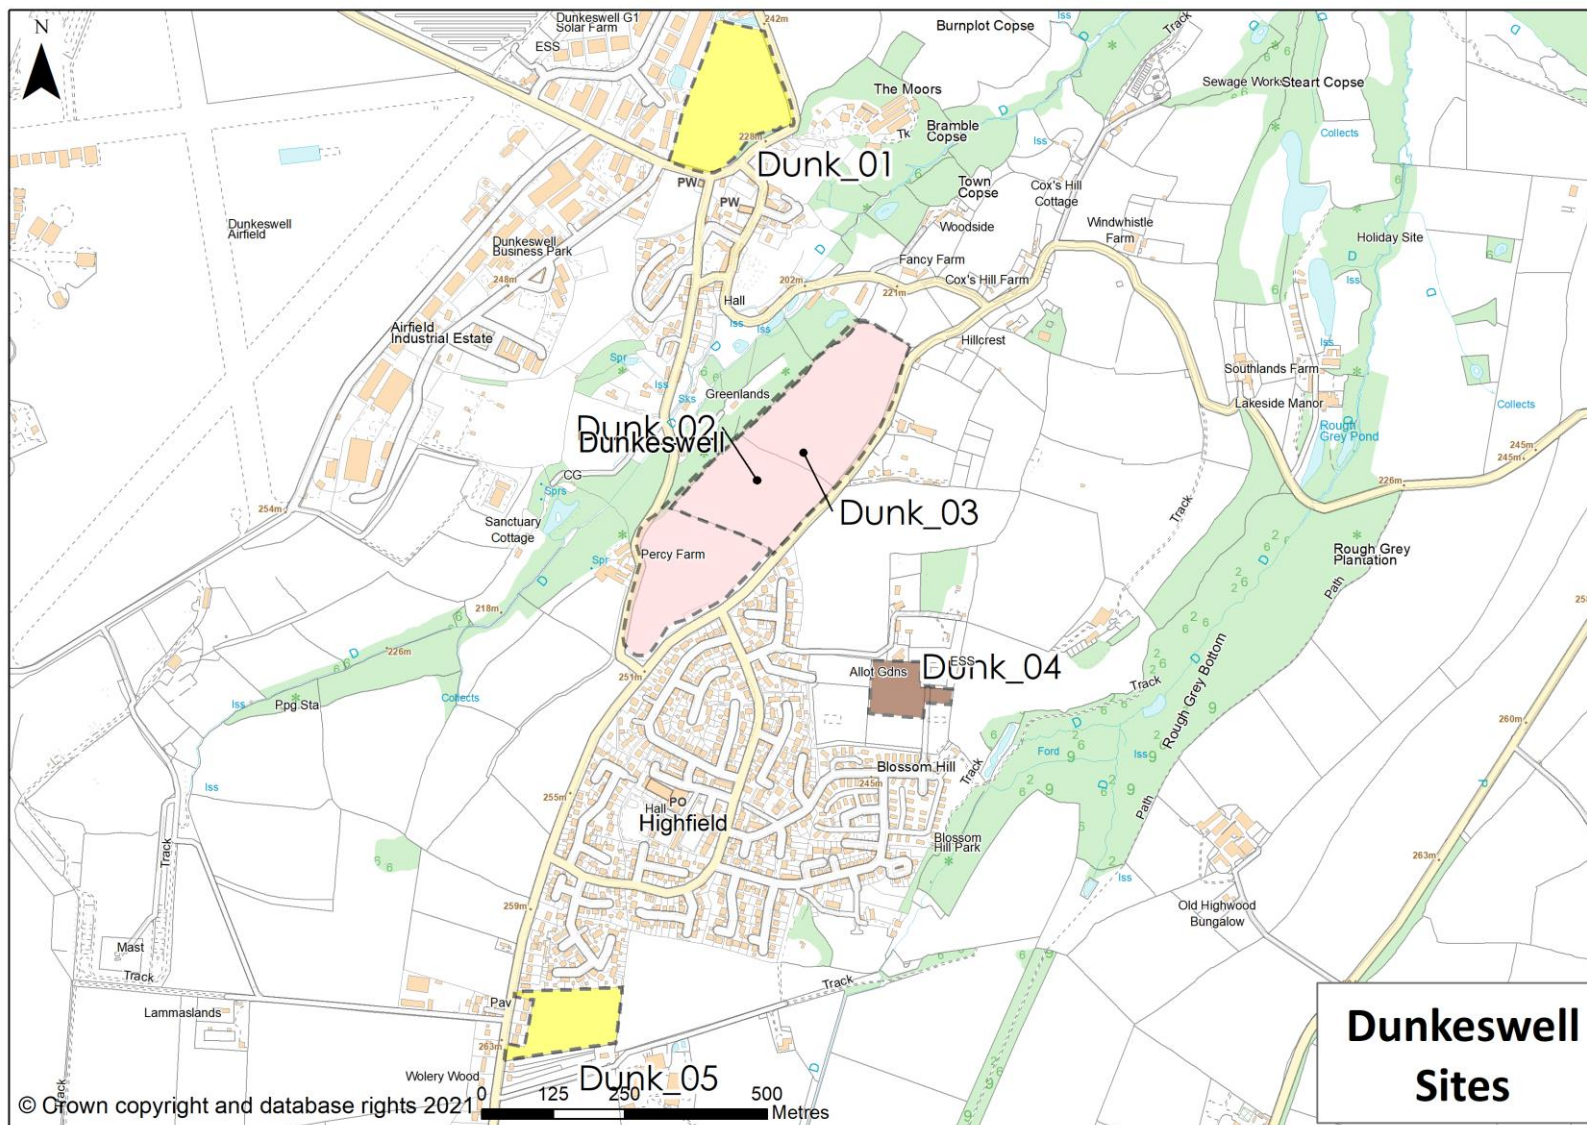 N
Dunkeswell G1
Solar Farm
ESS
242m
Burnplot Copse
Iss
D
Track
D
Sewage Works
Steart Copse
The Moors
Bramble
Copse
Tk
Collects
228m
Dunk_01
PW
PW
Town
Copse
Cox's Hill
Cottage
Iss
Woodside
Windwhistle
Farm
Holiday Site
Dunkeswell
Airfield
Dunkeswell
Business Park
248m
Fancy Farm
Cox's Hill Farm
202m
221m
Hall
Iss
Iss
D
Iss
D
Airfield
Industrial Estate
Hillcrest
Iss
Spr
Iss
Sks
Greenlands
Southlands Farm
Lakeside Manor
Collects
Dunk_02
Dunkeswell
Rough
Grey Pond
245m
245m
CG
Sprs
226m
254m
Sanctuary
Cottage
Dunk_03
Track
Percy Farm
Spr
Rough Grey
Plantation
Path
218m
D
226m
D
251m
Allot Gdns
ESS
Dunk_04
Track
Rough Grey Bottom
Iss
Ppg Sta
Collects
260m
Iss
Ford
Iss
Blossom Hill
245m
Track
255m
PO
Hall
Highfield
Path
Blossom
Hill Park
263m
Track
259m
Iss
Old Highwood
Bungalow
Mast
Track
Track
Pav
Lammaslands
263m
Wolery Wood
Dunk_05
Track
D
Dunkeswell
Sites
© Crown copyright and database rights 2021
0 125 250 500
Metres